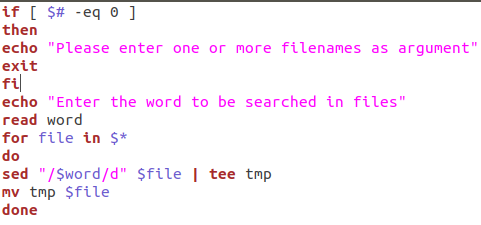 if [ $# -eq 0 ]
then
echo "Please enter one or more filenames as argument"
exit
fi
echo "Enter the word to be searched in files"
read word
for file in $*
do
sed "/$word/d" $file | tee tmp
mv tmp $file
done